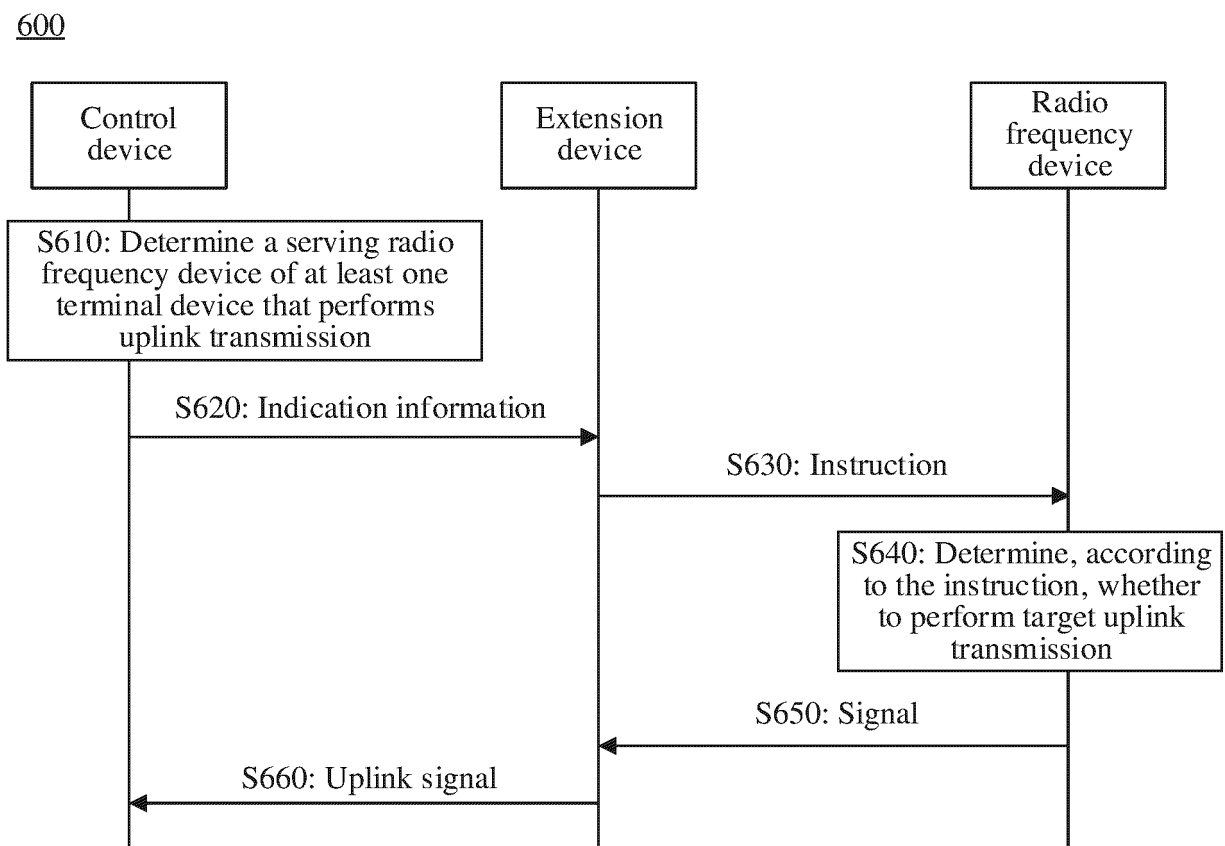 600
Control
device
Extension
device
Radio
frequency
device
S610: Determine a serving radio
frequency device of at least one
terminal device that performs
uplink transmission
S620: Indication information
S630: Instruction
S640: Determine, according
to the instruction, whether
to perform target uplink
transmission
S650: Signal
S660: Uplink signal